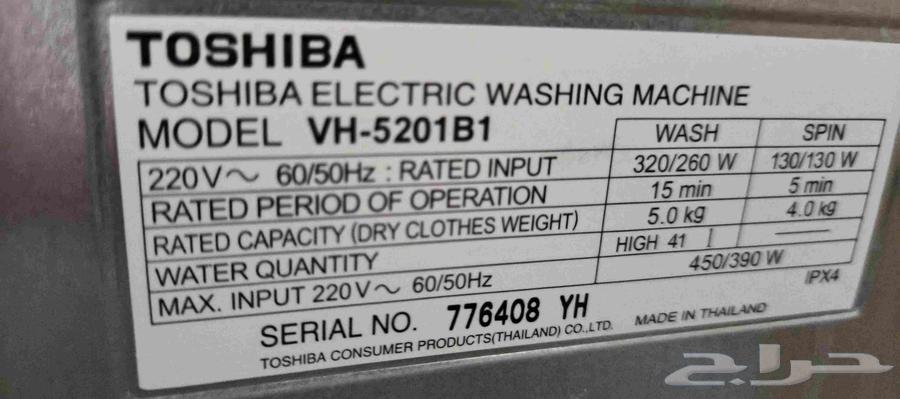 TOSHIBA
TOSHIBA ELECTRIC WASHING MACHINE
MODEL VH-5201B1
WASH SPIN
220V～ 60/50Hz : RATED INPUT 320/260 W 130/130 W
RATED PERIOD OF OPERATION 15 min 5 min
RATED CAPACITY (DRY CLOTHES WEIGHT) 5.0 kg 4.0 kg
WATER QUANTITY HIGH 41 l ——
MAX. INPUT 220V～ 60/50Hz 450/390 W
IPX4
SERIAL NO. 776408 YH
TOSHIBA CONSUMER PRODUCTS(THAILAND) CO.,LTD. MADE IN THAILAND
حراج